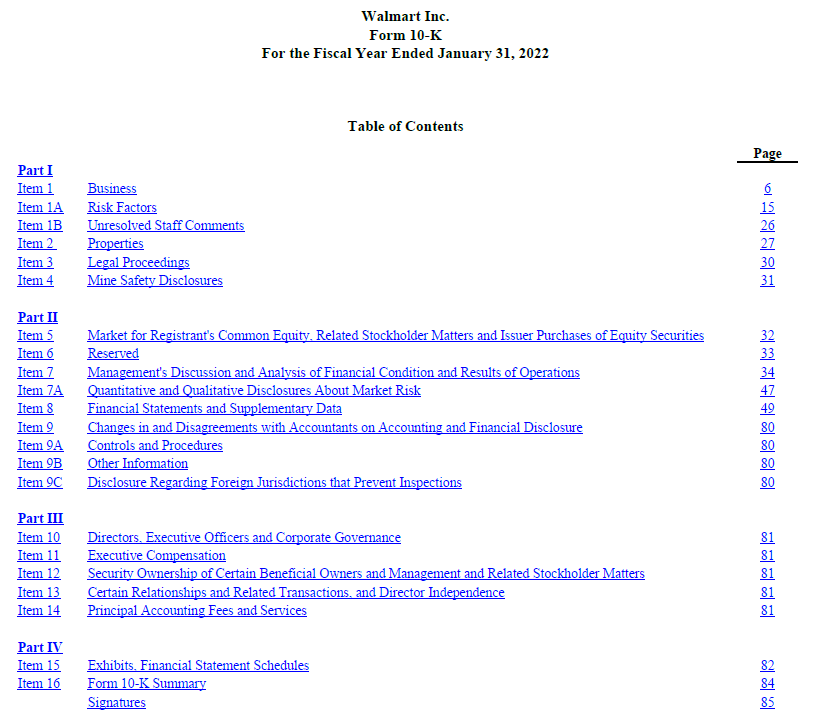 Walmart Inc.
Form 10-K
For the Fiscal Year Ended January 31, 2022
Table of Contents
Page
Part I
Item 1 Business 6
Item 1A Risk Factors 15
Item 1B Unresolved Staff Comments 26
Item 2 Properties 27
Item 3 Legal Proceedings 30
Item 4 Mine Safety Disclosures 31
Part II
Item 5 Market for Registrant's Common Equity, Related Stockholder Matters and Issuer Purchases of Equity Securities 32
Item 6 Reserved 33
Item 7 Management's Discussion and Analysis of Financial Condition and Results of Operations 34
Item 7A Quantitative and Qualitative Disclosures About Market Risk 47
Item 8 Financial Statements and Supplementary Data 49
Item 9 Changes in and Disagreements with Accountants on Accounting and Financial Disclosure 80
Item 9A Controls and Procedures 80
Item 9B Other Information 80
Item 9C Disclosure Regarding Foreign Jurisdictions that Prevent Inspections 80
Part III
Item 10 Directors, Executive Officers and Corporate Governance 81
Item 11 Executive Compensation 81
Item 12 Security Ownership of Certain Beneficial Owners and Management and Related Stockholder Matters 81
Item 13 Certain Relationships and Related Transactions, and Director Independence 81
Item 14 Principal Accounting Fees and Services 81
Part IV
Item 15 Exhibits, Financial Statement Schedules 82
Item 16 Form 10-K Summary 84
Signatures 85